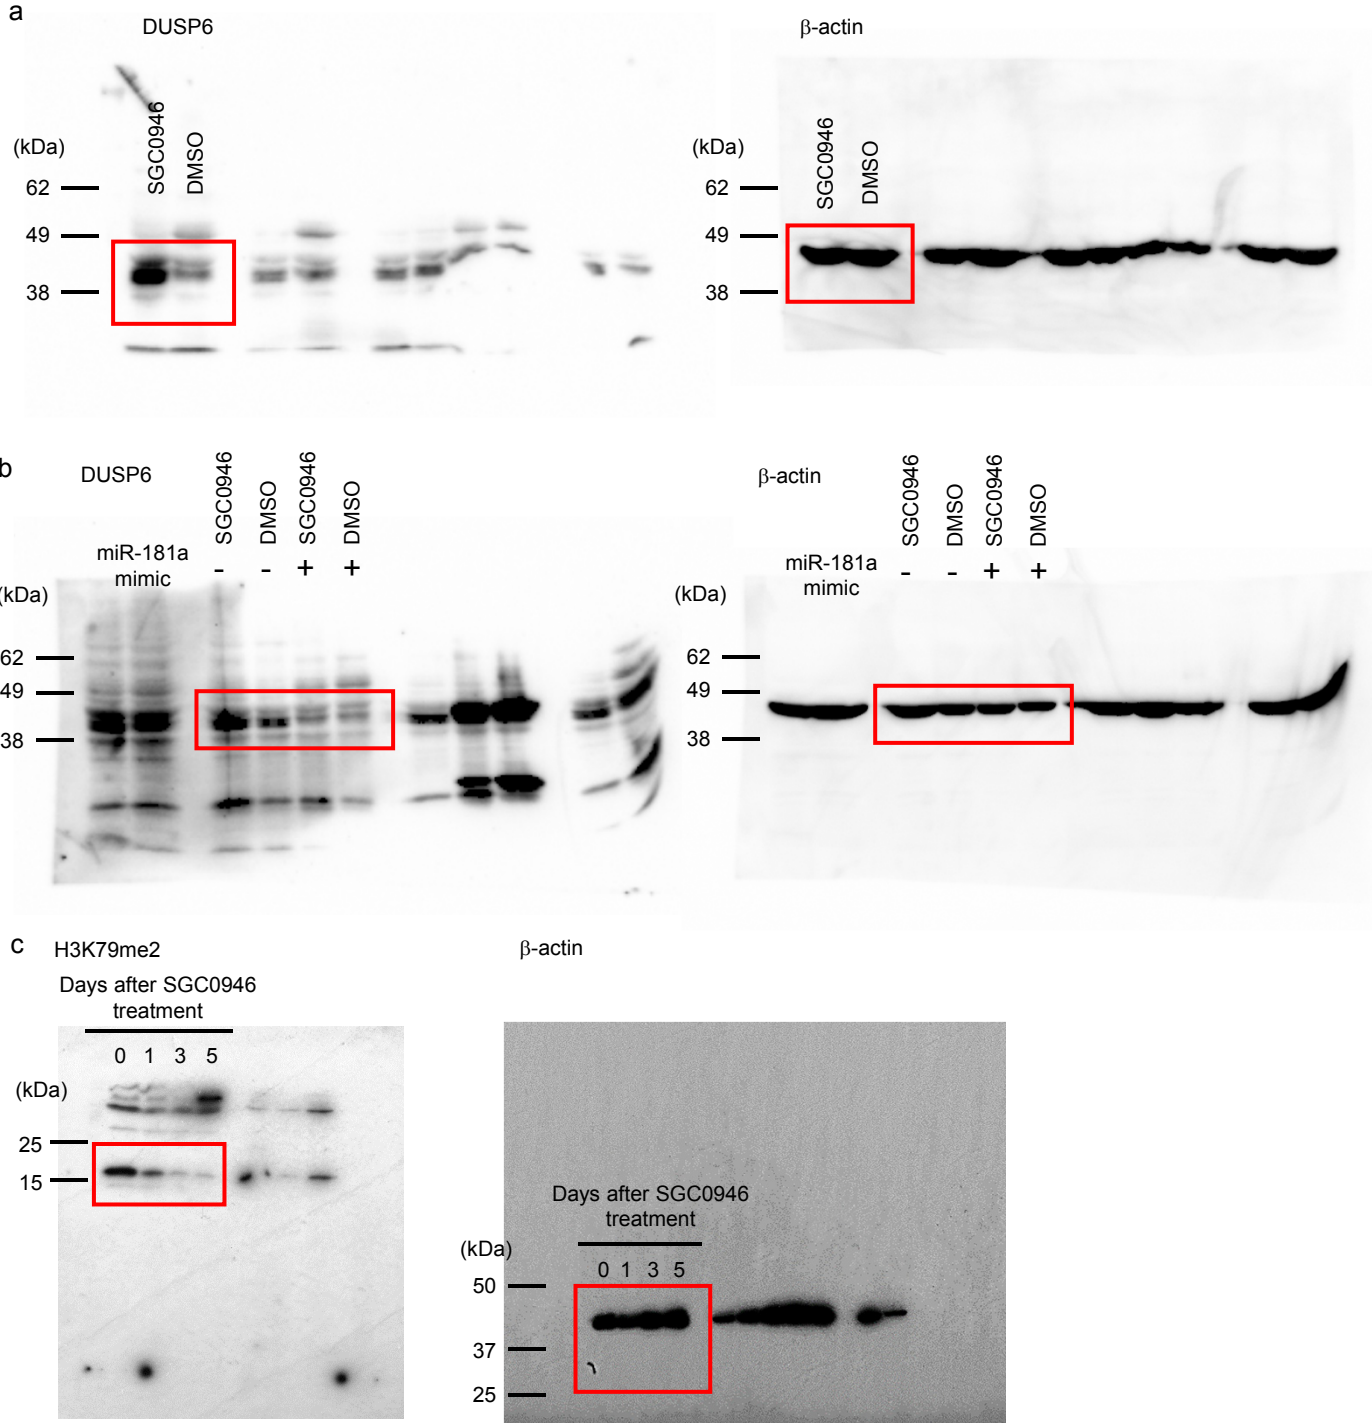 a
DUSP6
β-actin
(kDa)
SGC0946
DMSO
62
49
38
(kDa)
SGC0946
DMSO
62
49
38
b
DUSP6
SGC0946
DMSO
SGC0946
DMSO
miR-181a
mimic
- - + +
(kDa)
62
49
38
β-actin
SGC0946
DMSO
SGC0946
DMSO
miR-181a
mimic
- - + +
(kDa)
62
49
38
c
H3K79me2
Days after SGC0946
treatment
0 1 3 5
(kDa)
25
15
β-actin
Days after SGC0946
treatment
(kDa)
0 1 3 5
50
37
25